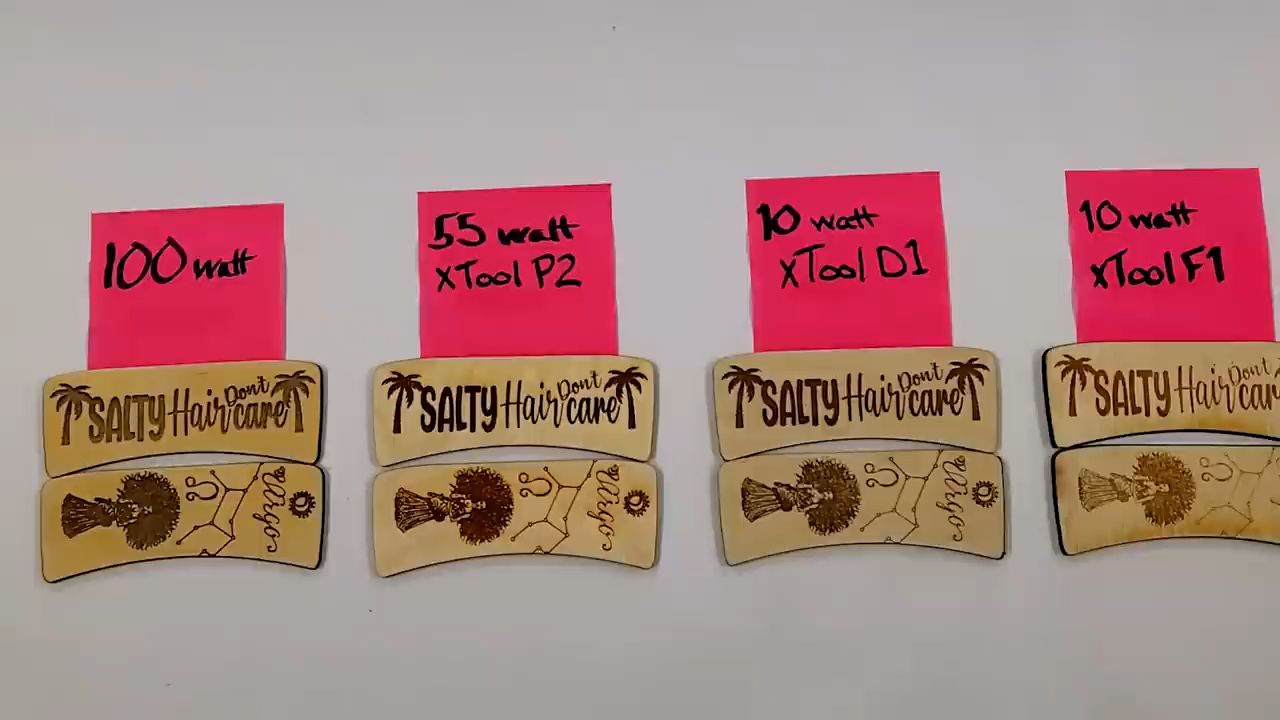 100 watt
55 watt
xTool P2
10 watt
xTool D1
10 watt
xTool F1
SALTY Hair Don't care
SALTY Hair Don't care
SALTY Hair Don't care
SALTY Hair Don't car
Virgo
Virgo
Virgo